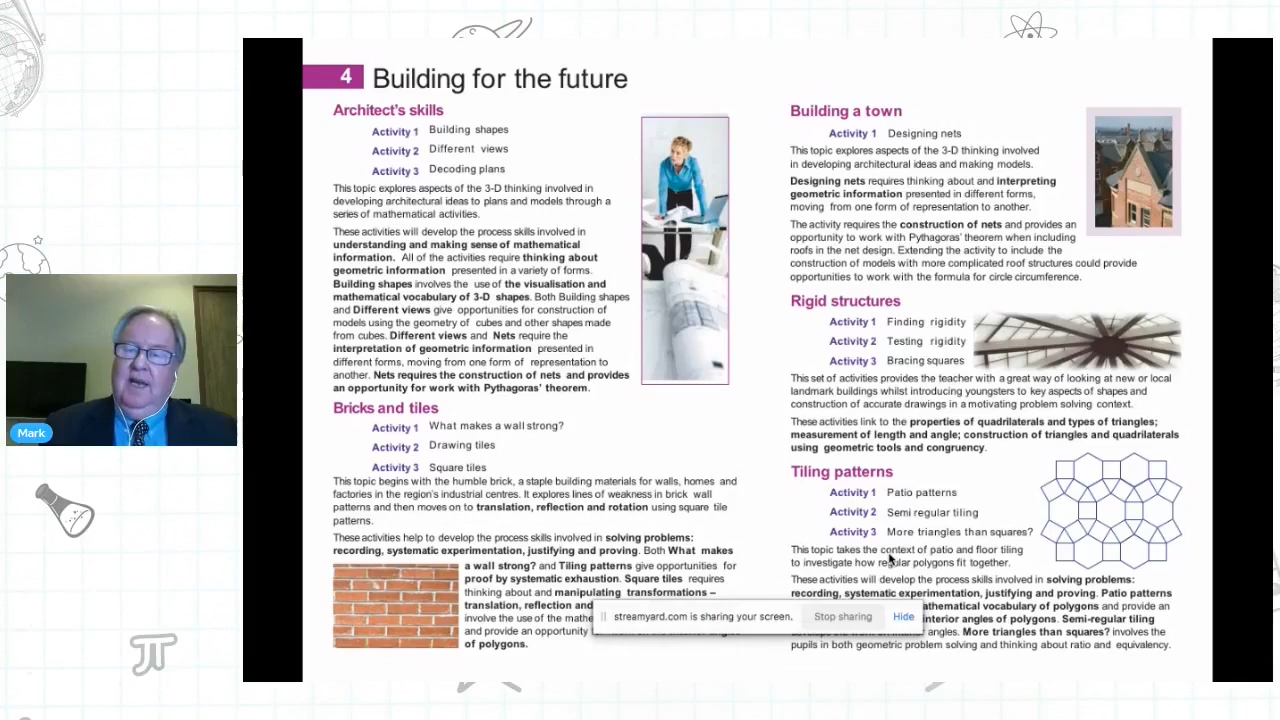 4 Building for the future
Architect's skills
Activity 1 Building shapes
Activity 2 Different views
Activity 3 Decoding plans
This topic explores aspects of the 3-D thinking involved in
developing architectural ideas to plans and models through a
series of mathematical activities.
These activities will develop the process skills involved in
understanding and making sense of mathematical
information. All of the activities require thinking about
geometric information presented in a variety of forms.
Building shapes involves the use of the visualisation and
mathematical vocabulary of 3-D shapes. Both Building shapes
and Different views give opportunities for construction of
models using the geometry of cubes and other shapes made
from cubes. Different views and Nets require the
interpretation of geometric information presented in
different forms, moving from one form of representation to
another. Nets requires the construction of nets and provides
an opportunity for work with Pythagoras' theorem.
Bricks and tiles
Activity 1 What makes a wall strong?
Activity 2 Drawing tiles
Activity 3 Square tiles
This topic begins with the humble brick, a staple building materials for walls, homes and
factories in the region's industrial centres. It explores lines of weakness in brick wall
patterns and then moves on to translation, reflection and rotation using square tile
patterns.
These activities help to develop the process skills involved in solving problems:
recording, systematic experimentation, justifying and proving. Both What makes
a wall strong? and Tiling patterns give opportunities for
proof by systematic exhaustion. Square tiles requires
thinking about and manipulating transformations –
translation, reflection and
involve the use of the mathe
and provide an opportunity
of polygons.
Building a town
Activity 1 Designing nets
This topic explores aspects of the 3-D thinking involved
in developing architectural ideas and making models.
Designing nets requires thinking about and interpreting
geometric information presented in different forms,
moving from one form of representation to another.
The activity requires the construction of nets and provides an
opportunity to work with Pythagoras' theorem when including
roofs in the net design. Extending the activity to include the
construction of models with more complicated roof structures could provide
opportunities to work with the formula for circle circumference.
Rigid structures
Activity 1 Finding rigidity
Activity 2 Testing rigidity
Activity 3 Bracing squares
This set of activities provides the teacher with a great way of looking at new or local
landmark buildings whilst introducing youngsters to key aspects of shapes and
construction of accurate drawings in a motivating problem solving context.
These activities link to the properties of quadrilaterals and types of triangles;
measurement of length and angle; construction of triangles and quadrilaterals
using geometric tools and congruency.
Tiling patterns
Activity 1 Patio patterns
Activity 2 Semi regular tiling
Activity 3 More triangles than squares?
This topic takes the context of patio and floor tiling
to investigate how regular polygons fit together.
These activities will develop the process skills involved in solving problems:
recording, systematic experimentation, justifying and proving. Patio patterns
athematical vocabulary of polygons and provide an
interior angles of polygons. Semi-regular tiling
angles. More triangles than squares? involves the
pupils in both geometric problem solving and thinking about ratio and equivalency.
streamyard.com is sharing your screen. Stop sharing Hide
Mark
π